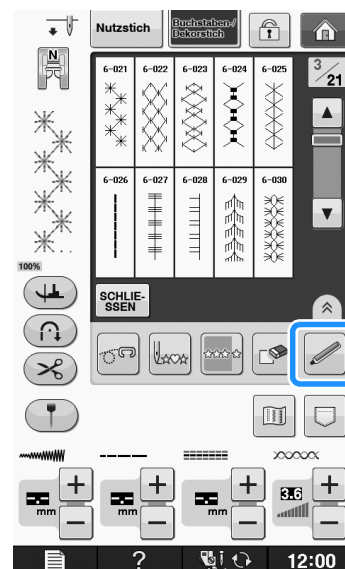 Nutzstich
Buchstaben-/
Dekorstich
N
6-021 6-022 6-023 6-024 6-025
3/21
6-026 6-027 6-028 6-029 6-030
100%
SCHLIE-
SSEN
mm mm mm 3.6
? i 12:00